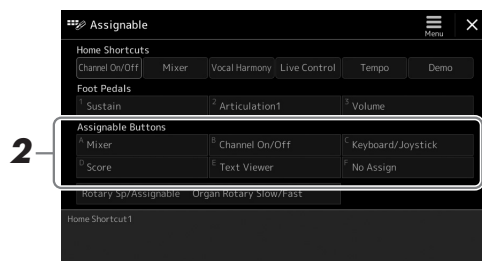 Assignable
Menu
Home Shortcuts
Channel On/Off Mixer Vocal Harmony Live Control Tempo Demo
Foot Pedals
1 Sustain 2 Articulation1 3 Volume
Assignable Buttons
A Mixer B Channel On/Off C Keyboard/Joystick
2
D Score E Text Viewer F No Assign
Rotary Sp/Assignable Organ Rotary Slow/Fast
Home Shortcut1